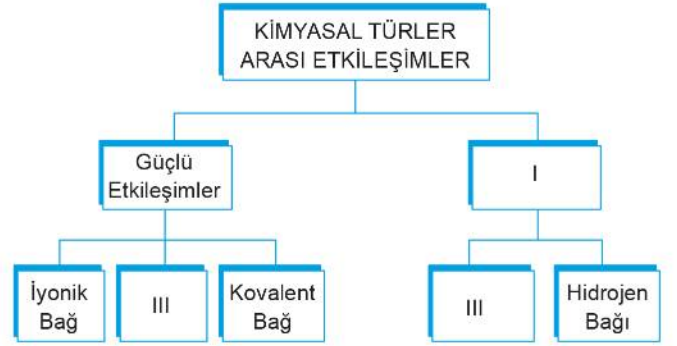 KİMYASAL TÜRLER
ARASI ETKİLEŞİMLER
Güçlü
Etkileşimler
I
İyonik
Bağ
III
Kovalent
Bağ
III
Hidrojen
Bağı